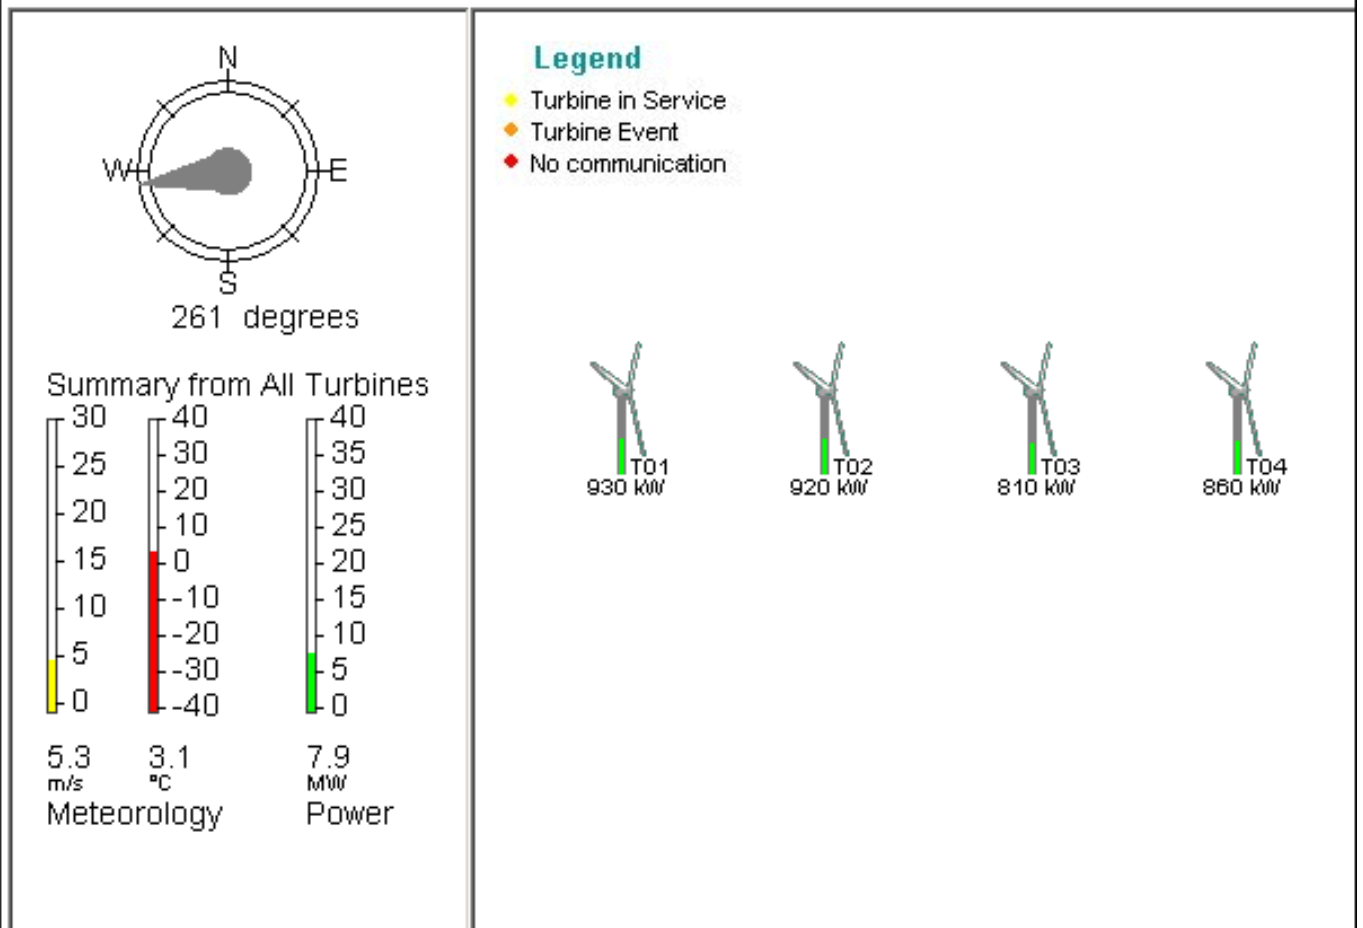 N
W
E
S
261 degrees
Summary from All Turbines
30
25
20
15
10
5
0
40
30
20
10
0
-10
-20
-30
-40
40
35
30
25
20
15
10
5
0
5.3
m/s
3.1
°C
7.9
MW
Meteorology
Power
Legend
Turbine in Service
Turbine Event
No communication
T01
930 kW
T02
920 kW
T03
810 kW
T04
860 kW